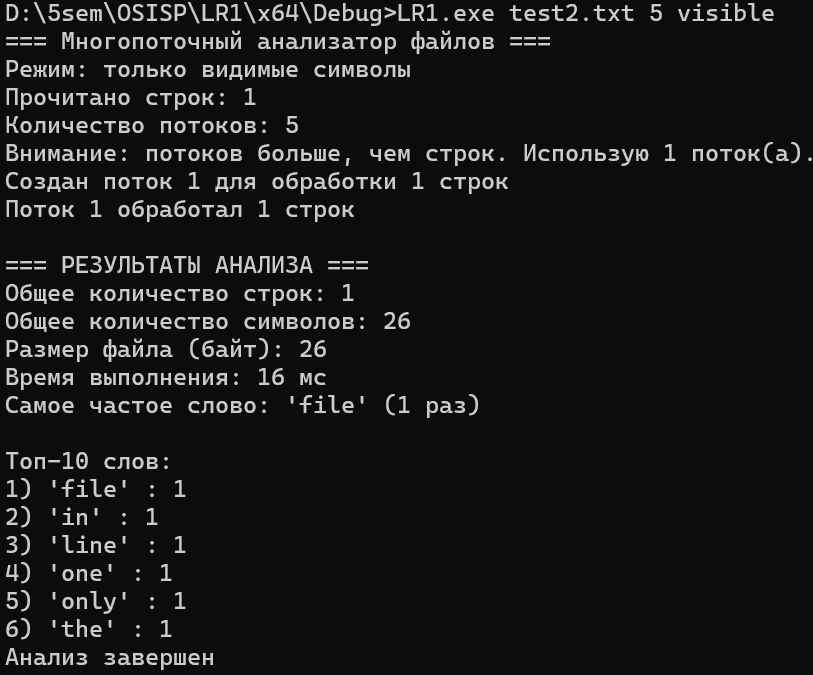 D:\5sem\OSISP\LR1\x64\Debug>LR1.exe test2.txt 5 visible
=== Многопоточный анализатор файлов ===
Режим: только видимые символы
Прочитано строк: 1
Количество потоков: 5
Внимание: потоков больше, чем строк. Использую 1 поток(а).
Создан поток 1 для обработки 1 строк
Поток 1 обработал 1 строк
=== РЕЗУЛЬТАТЫ АНАЛИЗА ===
Общее количество строк: 1
Общее количество символов: 26
Размер файла (байт): 26
Время выполнения: 16 мс
Самое частое слово: 'file' (1 раз)
Топ-10 слов:
1) 'file' : 1
2) 'in' : 1
3) 'line' : 1
4) 'one' : 1
5) 'only' : 1
6) 'the' : 1
Анализ завершен